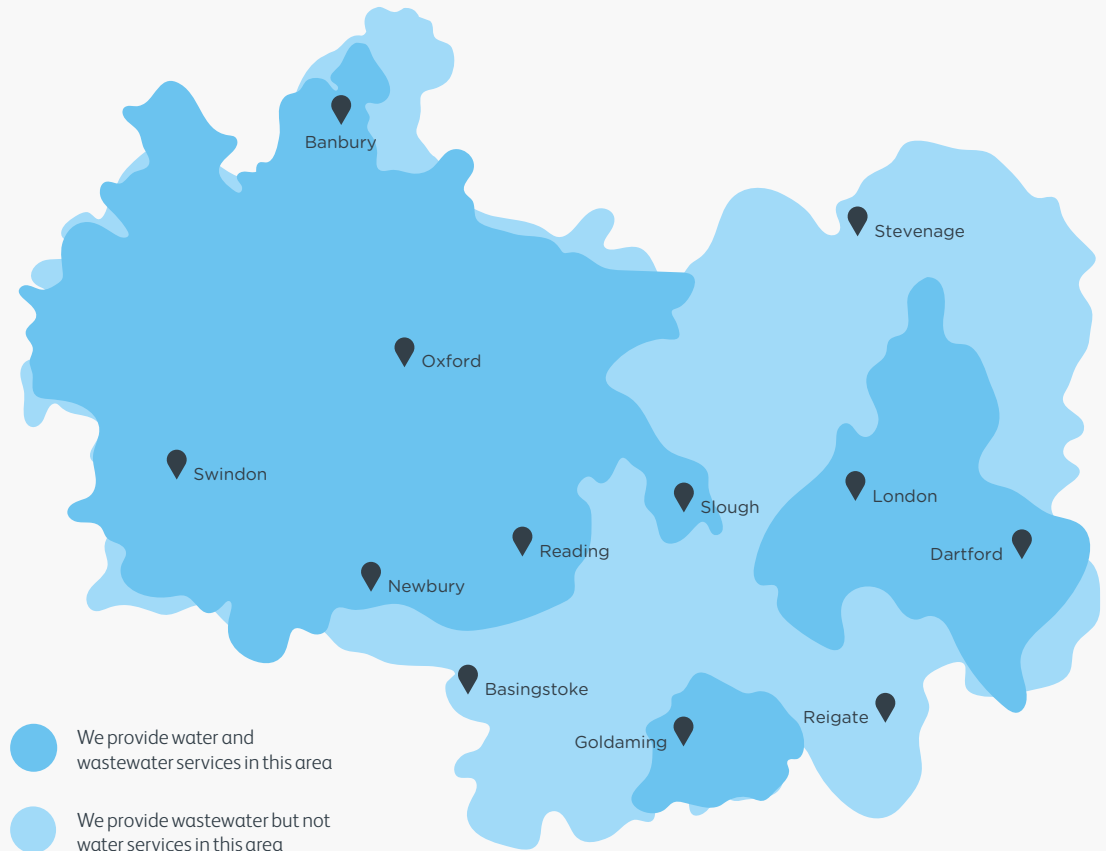 Banbury
Stevenage
Oxford
Swindon
Slough
London
Reading
Dartford
Newbury
Basingstoke
Reigate
Goldaming
We provide water and
wastewater services in this area
We provide wastewater but not
water services in this area